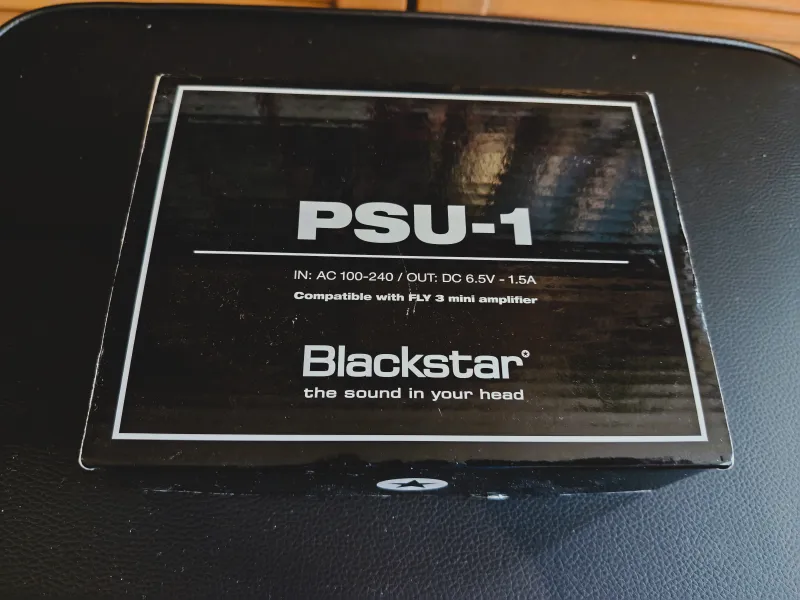 PSU-1
IN: AC 100-240 / OUT: DC 6.5V - 1.5A
Compatible with FLY 3 mini amplifier
Blackstar
the sound in your head